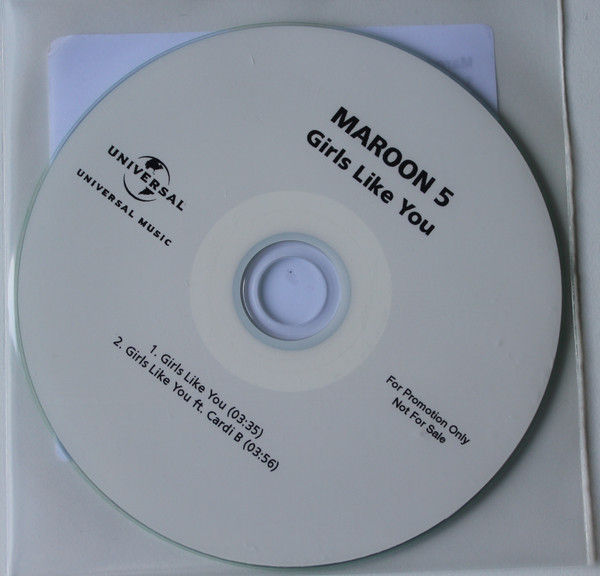 MAROON 5
Girls Like You
UNIVERSAL
UNIVERSAL MUSIC
1. Girls Like You (03:35)
2. Girls Like You ft. Cardi B (03:56)
For Promotion Only
Not For Sale